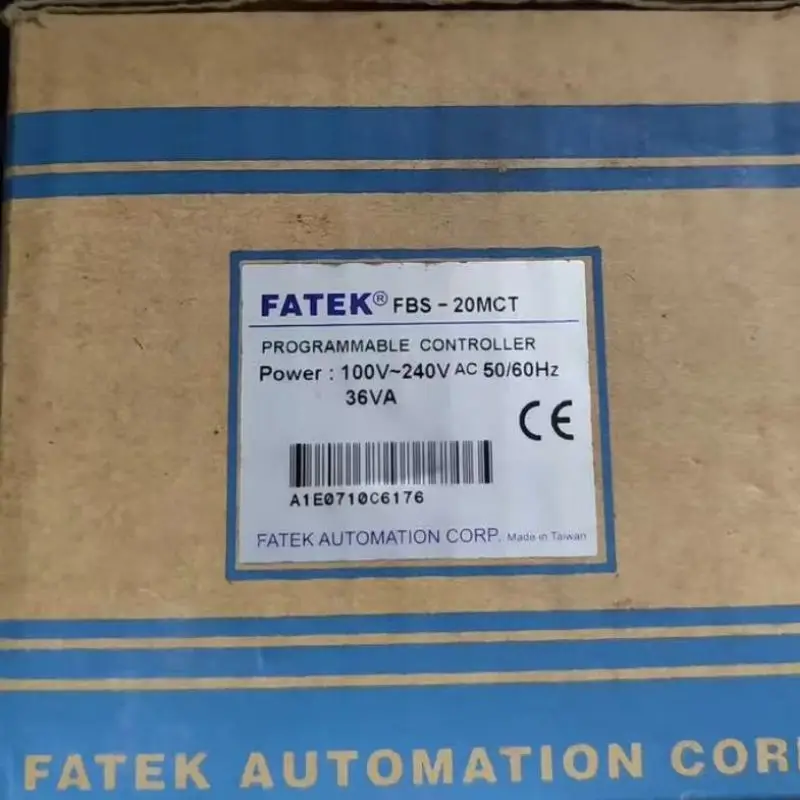 FATEK® FBS - 20MCT
PROGRAMMABLE CONTROLLER
Power : 100V~240V AC 50/60Hz
36VA
CE
A1E0710C6176
FATEK AUTOMATION CORP. Made in Taiwan
FATEK AUTOMATION COR